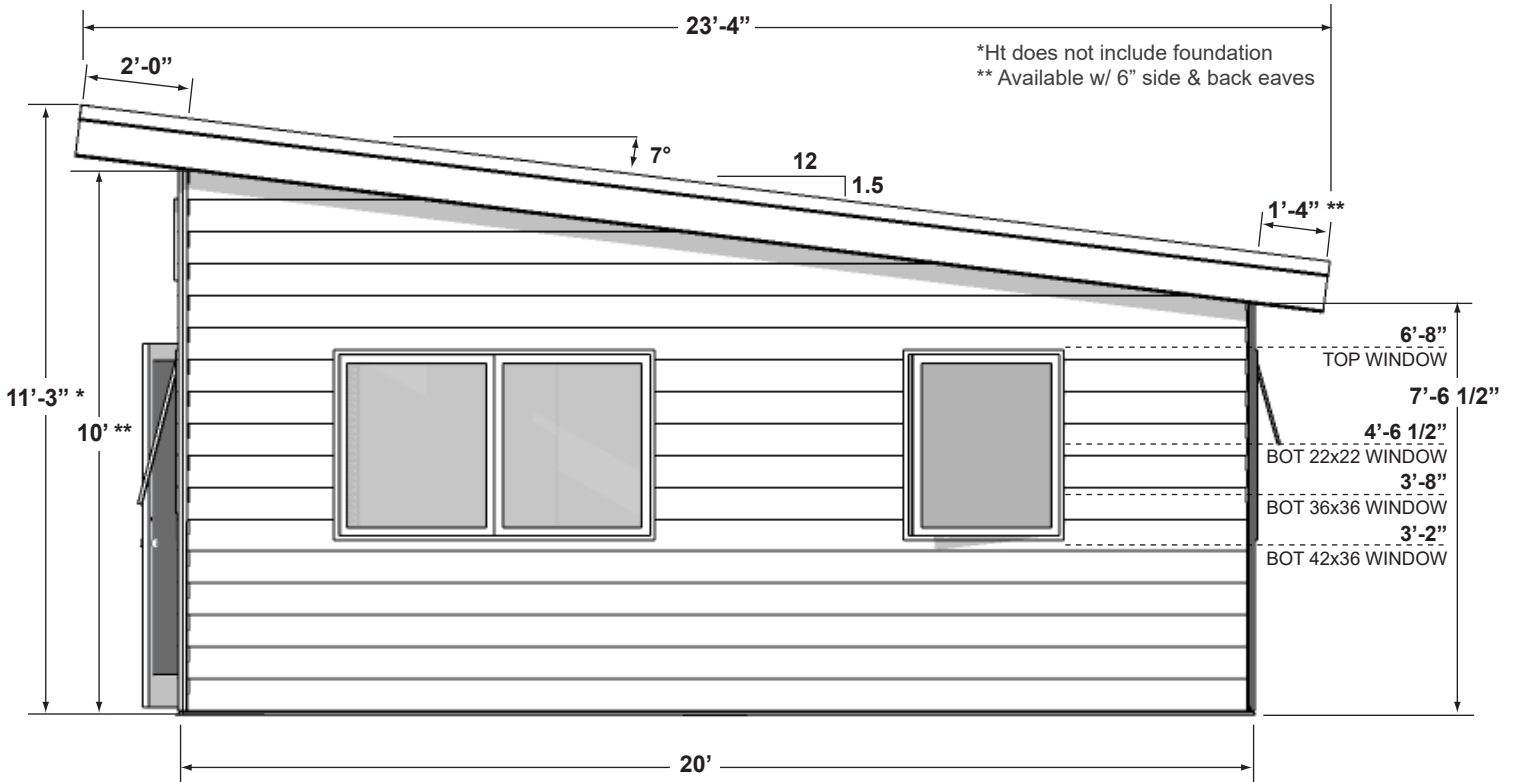 23’-4”
*Ht does not include foundation
2’-0”
** Available w/ 6” side & back eaves
7°
12
1.5
1’-4” **
6’-8”
TOP WINDOW
11’-3” *
7’-6 1/2”
10’ **
4’-6 1/2”
BOT 22x22 WINDOW
3’-8”
BOT 36x36 WINDOW
3’-2”
BOT 42x36 WINDOW
20’